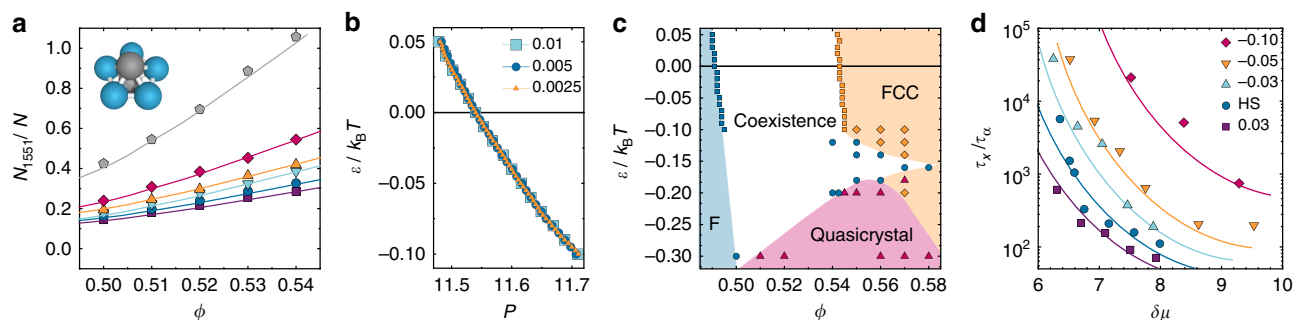 a
N1551/ N
1.0
0.8
0.6
0.4
0.2
0.0
0.50 0.51 0.52 0.53 0.54
ϕ
b
ε / kBT
0.05
0.00
−0.05
−0.10
0.01
0.005
0.0025
11.5 11.6 11.7
P
c
ε / kBT
0.05
0.00
−0.05
−0.10
−0.15
−0.20
−0.25
−0.30
FCC
Coexistence
F
Quasicrystal
0.50 0.52 0.54 0.56 0.58
ϕ
d
τx/τα
10^5
10^4
10^3
10^2
−0.10
−0.05
−0.03
HS
0.03
6 7 8 9 10
δμ